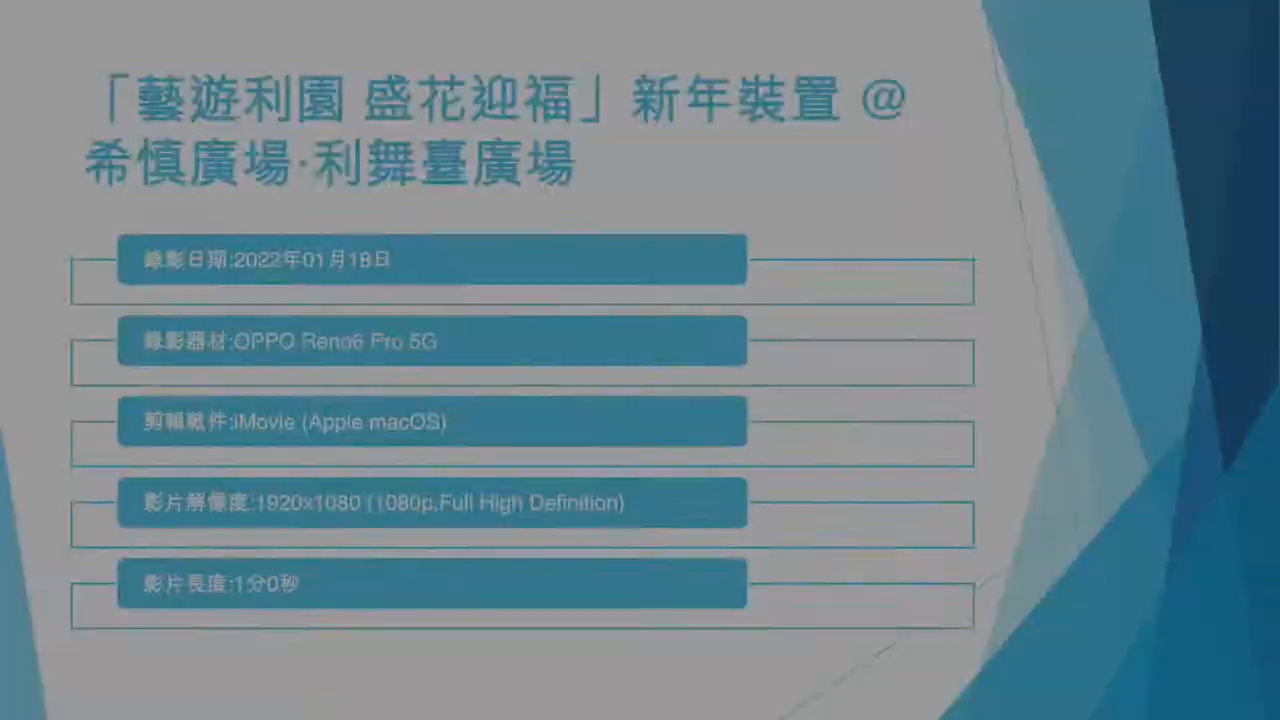 「藝遊利園 盛花迎福」新年裝置 @
希慎廣場·利舞臺廣場
錄影日期:2022年01月18日
錄影器材:OPPO Reno6 Pro 5G
剪輯軟件:iMovie (Apple macOS)
影片解像度:1920x1080 (1080p,Full High Definition)
影片長度:1分0秒